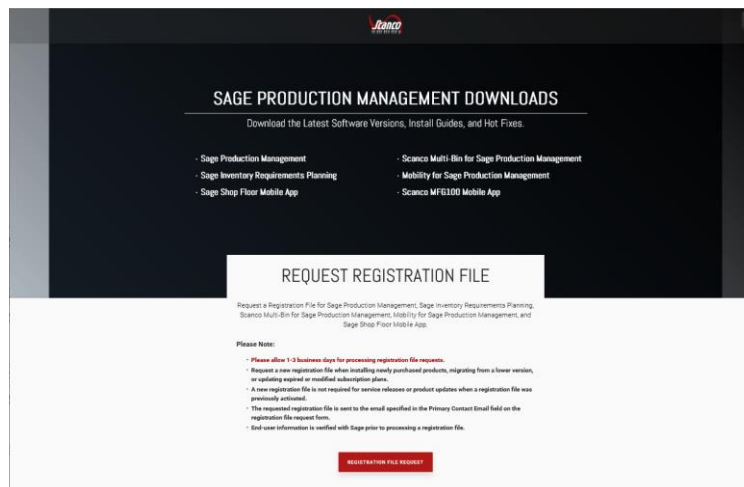 Scanco
SAGE PRODUCTION MANAGEMENT DOWNLOADS
Download the Latest Software Versions, Install Guides, and Hot Fixes.
· Sage Production Management
· Sage Inventory Requirements Planning
· Sage Shop Floor Mobile App
· Scanco Multi-Bin for Sage Production Management
· Mobility for Sage Production Management
· Scanco MFG100 Mobile App
REQUEST REGISTRATION FILE
Request a Registration File for Sage Production Management, Sage Inventory Requirements Planning,
Scanco Multi-Bin for Sage Production Management, Mobility for Sage Production Management, and
Sage Shop Floor Mobile App.
Please Note:
· Please allow 1-3 business days for processing registration file requests.
· Request a new registration file when installing newly purchased products, migrating from a lower version,
or updating expired or modified subscription plans.
· A new registration file is not required for service releases or product updates when a registration file was
previously activated.
· The requested registration file is sent to the email specified in the Primary Contact Email field on the
registration file request form.
· End-user information is verified with Sage prior to processing a registration file.
REGISTRATION FILE REQUEST